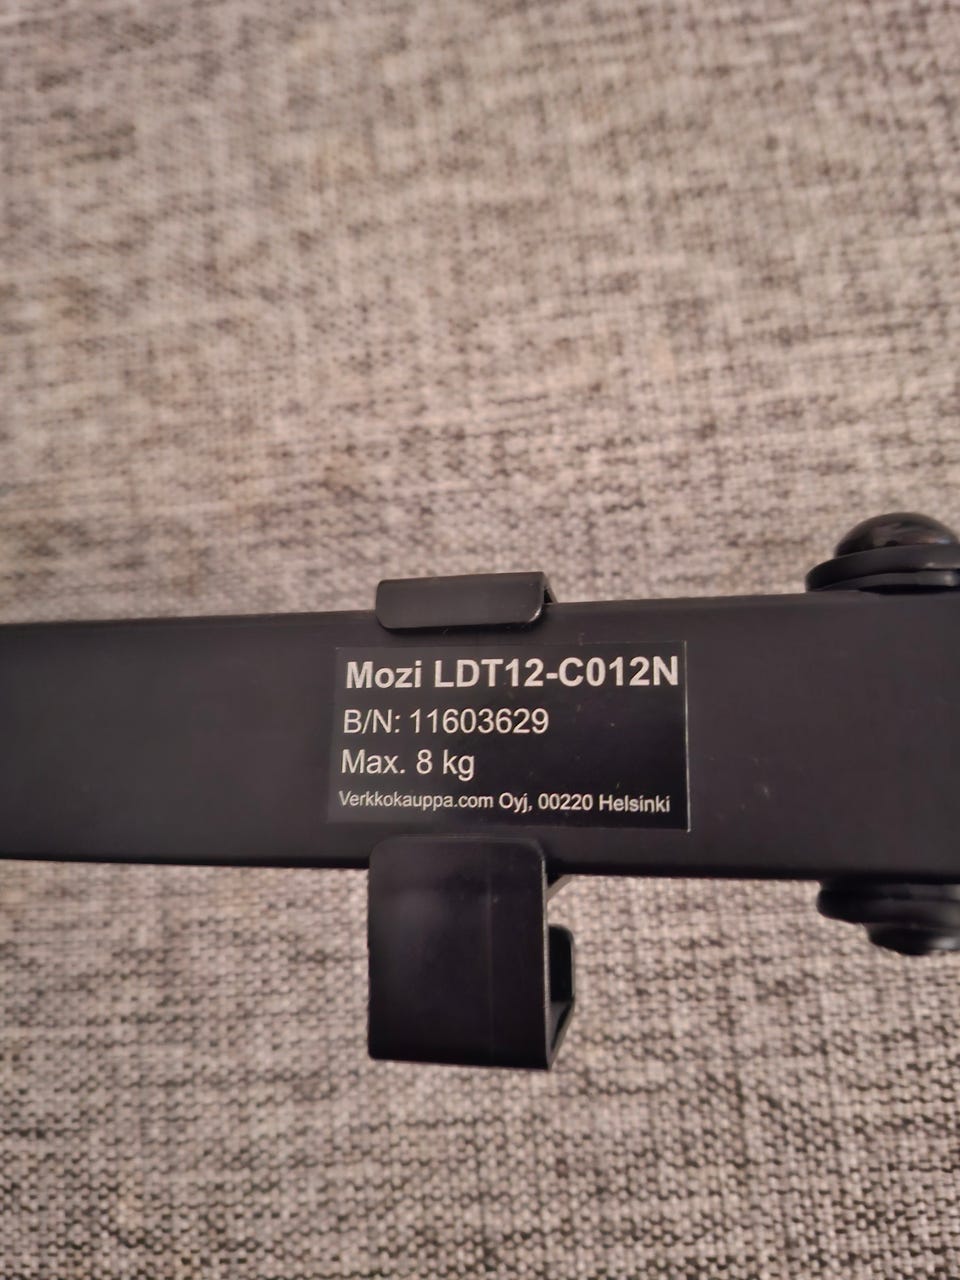 Mozi LDT12-C012N
B/N: 11603629
Max. 8 kg
Verkkokauppa.com Oyj, 00220 Helsinki